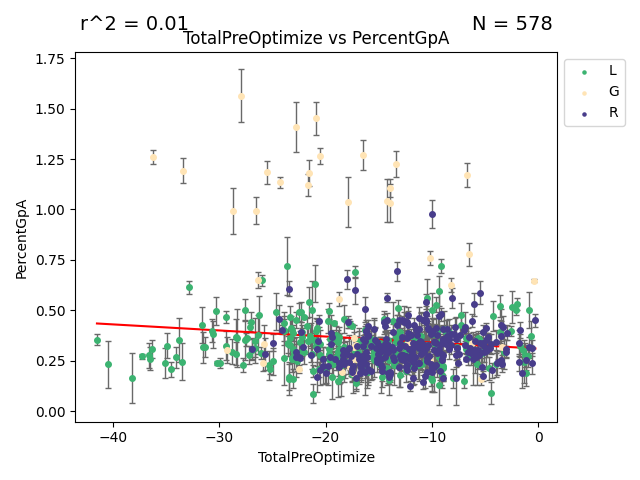 r^2 = 0.01
N = 578
TotalPreOptimize vs PercentGpA
1.75
1.50
1.25
1.00
0.75
0.50
0.25
0.00
PercentGpA
−40
−30
−20
−10
0
TotalPreOptimize
L
G
R